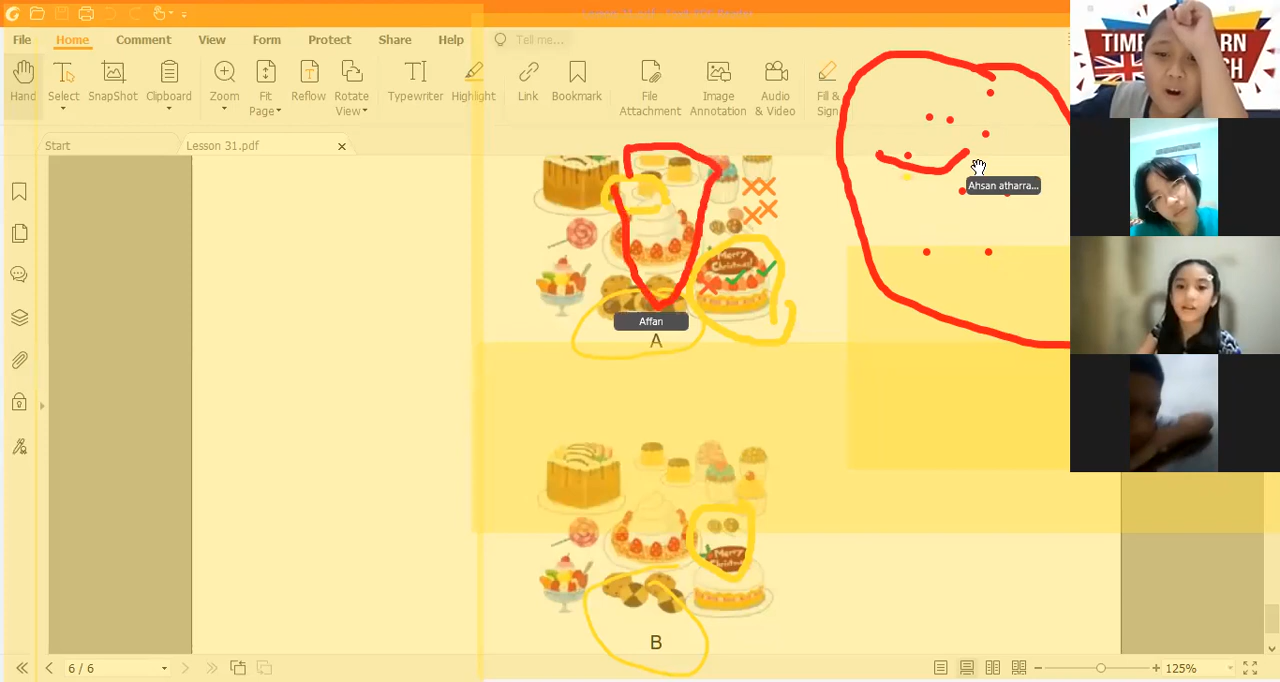 File Home Comment View Form Protect Share Help Tell me...
Hand Select SnapShot Clipboard Zoom Fit Page Reflow Rotate View Typewriter Highlight Link Bookmark File Attachment Image Annotation Audio & Video Fill & Sign
Start Lesson 31.pdf
TIME
RN
Ahsan atharra...
Merry
Christmas!
Affan
A
Merry
Christmas
B
6 / 6
125%